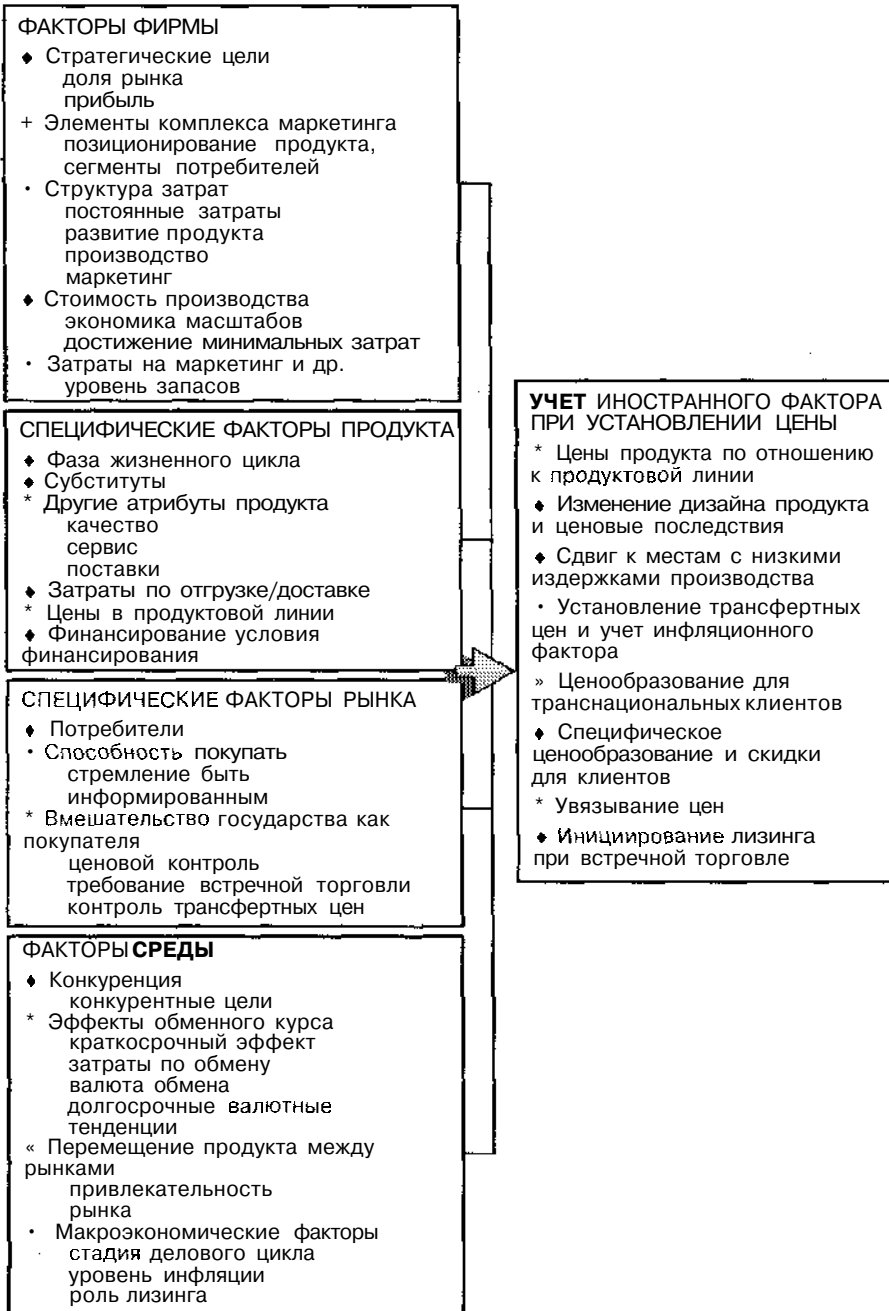 ФАКТОРЫ ФИРМЫ
♦ Стратегические цели
доля рынка
прибыль
+ Элементы комплекса маркетинга
позиционирование продукта,
сегменты потребителей
· Структура затрат
постоянные затраты
развитие продукта
производство
маркетинг
♦ Стоимость производства
экономика масштабов
достижение минимальных затрат
· Затраты на маркетинг и др.
уровень запасов
СПЕЦИФИЧЕСКИЕ ФАКТОРЫ ПРОДУКТА
♦ Фаза жизненного цикла
♦ Субституты
* Другие атрибуты продукта
качество
сервис
поставки
♦ Затраты по отгрузке/доставке
* Цены в продуктовой линии
♦ Финансирование условия
финансирования
СПЕЦИФИЧЕСКИЕ ФАКТОРЫ РЫНКА
♦ Потребители
· Способность покупать
стремление быть
информированным
* Вмешательство государства как
покупателя
ценовой контроль
требование встречной торговли
контроль трансфертных цен
ФАКТОРЫ СРЕДЫ
♦ Конкуренция
конкурентные цели
* Эффекты обменного курса
краткосрочный эффект
затраты по обмену
валюта обмена
долгосрочные валютные
тенденции
« Перемещение продукта между
рынками
привлекательность
рынка
· Макроэкономические факторы
стадия делового цикла
уровень инфляции
роль лизинга
УЧЕТ ИНОСТРАННОГО ФАКТОРА
ПРИ УСТАНОВЛЕНИИ ЦЕНЫ
* Цены продукта по отношению
к продуктовой линии
♦ Изменение дизайна продукта
и ценовые последствия
♦ Сдвиг к местам с низкими
издержками производства
· Установление трансфертных
цен и учет инфляционного
фактора
» Ценообразование для
транснациональных клиентов
♦ Специфическое
ценообразование и скидки
для клиентов
* Увязывание цен
♦ Инициирование лизинга
при встречной торговле